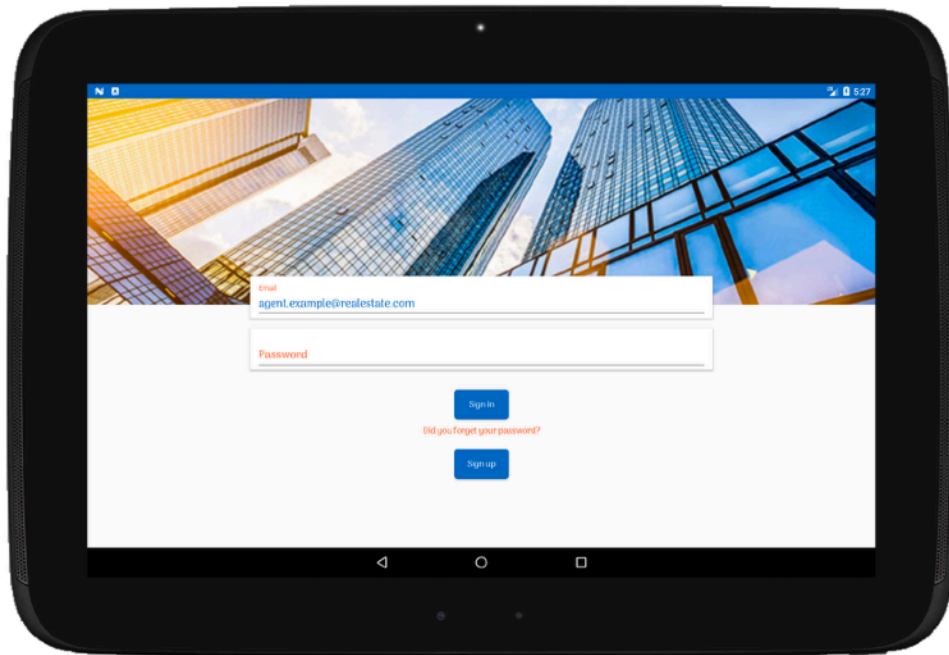 5:27
Email
agent.example@realestate.com
Password
Sign In
Did you forget your password?
Sign up